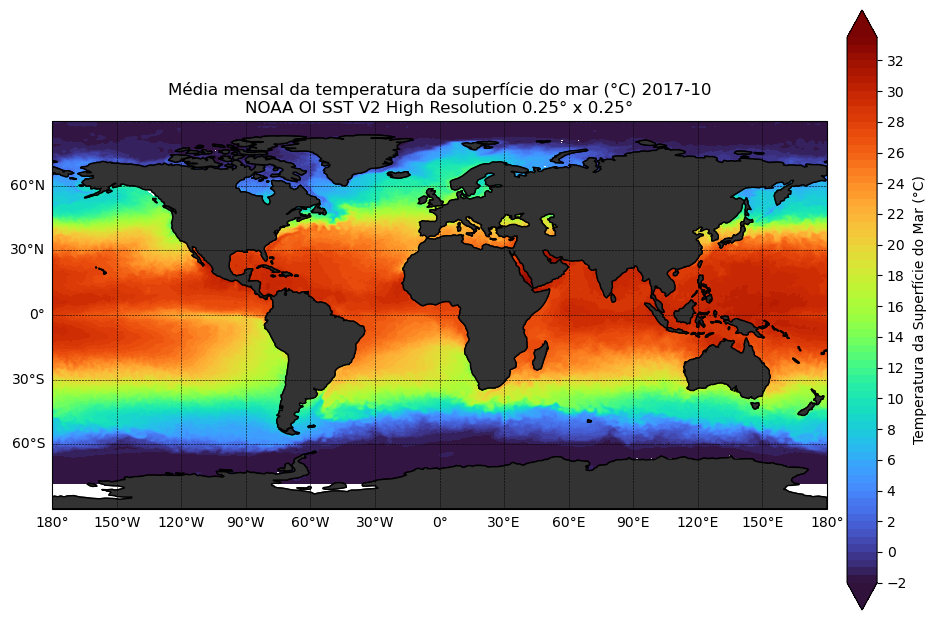 Média mensal da temperatura da superfície do mar (°C) 2017-10
NOAA OI SST V2 High Resolution 0.25° x 0.25°
60°N
30°N
0°
30°S
60°S
180° 150°W 120°W 90°W 60°W 30°W 0° 30°E 60°E 90°E 120°E 150°E 180°
32
30
28
26
24
22
20
18
16
14
12
10
8
6
4
2
0
−2
Temperatura da Superfície do Mar (°C)